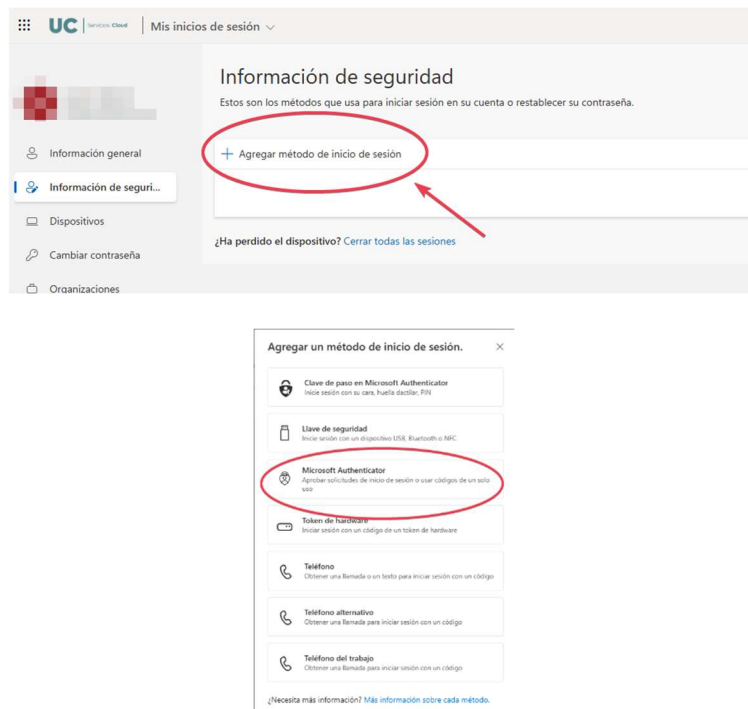 UC Servicios Cloud Mis inicios de sesión
Información de seguridad
Estos son los métodos que usa para iniciar sesión en su cuenta o restablecer su contraseña.
Información general
Información de seguri...
Dispositivos
Cambiar contraseña
Organizaciones
+ Agregar método de inicio de sesión
¿Ha perdido el dispositivo? Cerrar todas las sesiones
Agregar un método de inicio de sesión.
Clave de paso en Microsoft Authenticator
Inicie sesión con su cara, huella dactilar, PIN
Llave de seguridad
Inicie sesión con un dispositivo USB, Bluetooth o NFC
Microsoft Authenticator
Aprobar solicitudes de inicio de sesión o usar códigos de un solo
uso
Token de hardware
Iniciar sesión con un código de un token de hardware
Teléfono
Obtener una llamada o un texto para iniciar sesión con un código
Teléfono alternativo
Obtener una llamada para iniciar sesión con un código
Teléfono del trabajo
Obtener una llamada para iniciar sesión con un código
¿Necesita más información? Más información sobre cada método.